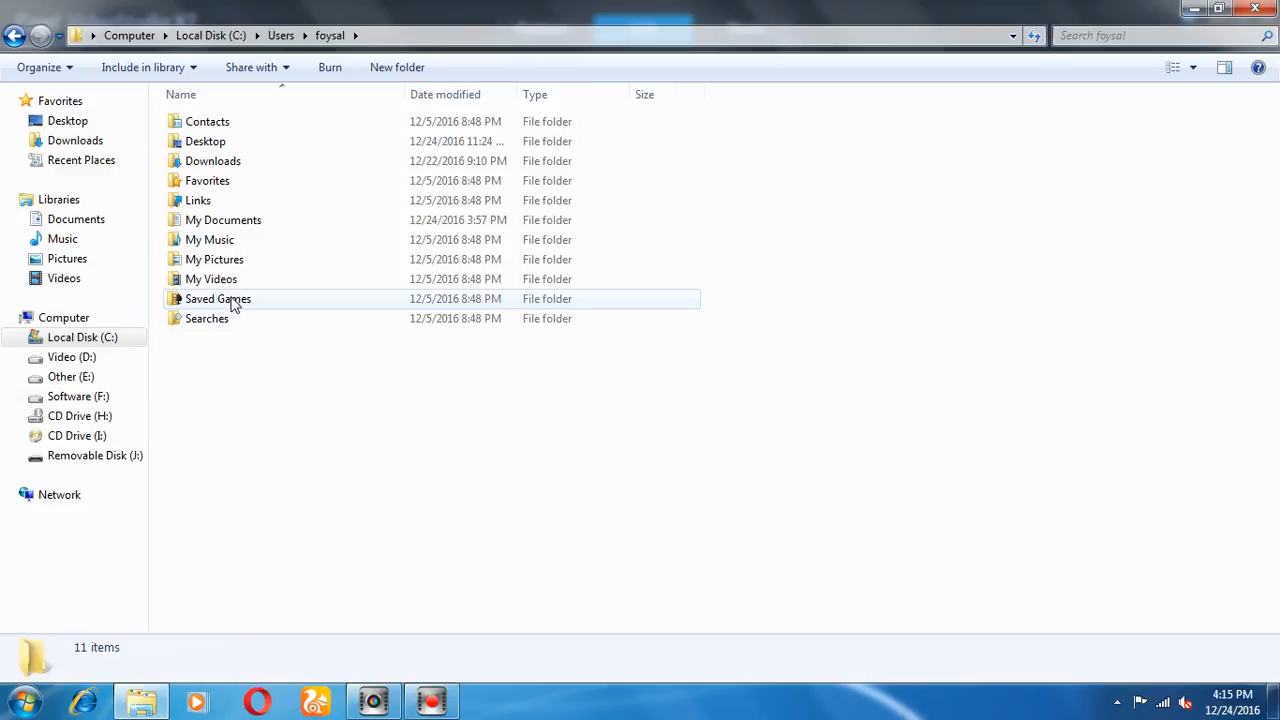 Computer Local Disk (C:) Users foysal Search foysal
Organize Include in library Share with Burn New folder
Name Date modified Type Size
Favorites
Desktop
Downloads
Recent Places
Libraries
Documents
Music
Pictures
Videos
Computer
Local Disk (C:)
Video (D:)
Other (E:)
Software (F:)
CD Drive (H:)
CD Drive (I:)
Removable Disk (J:)
Network
Contacts 12/5/2016 8:48 PM File folder
Desktop 12/24/2016 11:24 ... File folder
Downloads 12/22/2016 9:10 PM File folder
Favorites 12/5/2016 8:48 PM File folder
Links 12/5/2016 8:48 PM File folder
My Documents 12/24/2016 3:57 PM File folder
My Music 12/5/2016 8:48 PM File folder
My Pictures 12/5/2016 8:48 PM File folder
My Videos 12/5/2016 8:48 PM File folder
Saved Games 12/5/2016 8:48 PM File folder
Searches 12/5/2016 8:48 PM File folder
11 items
4:15 PM
12/24/2016